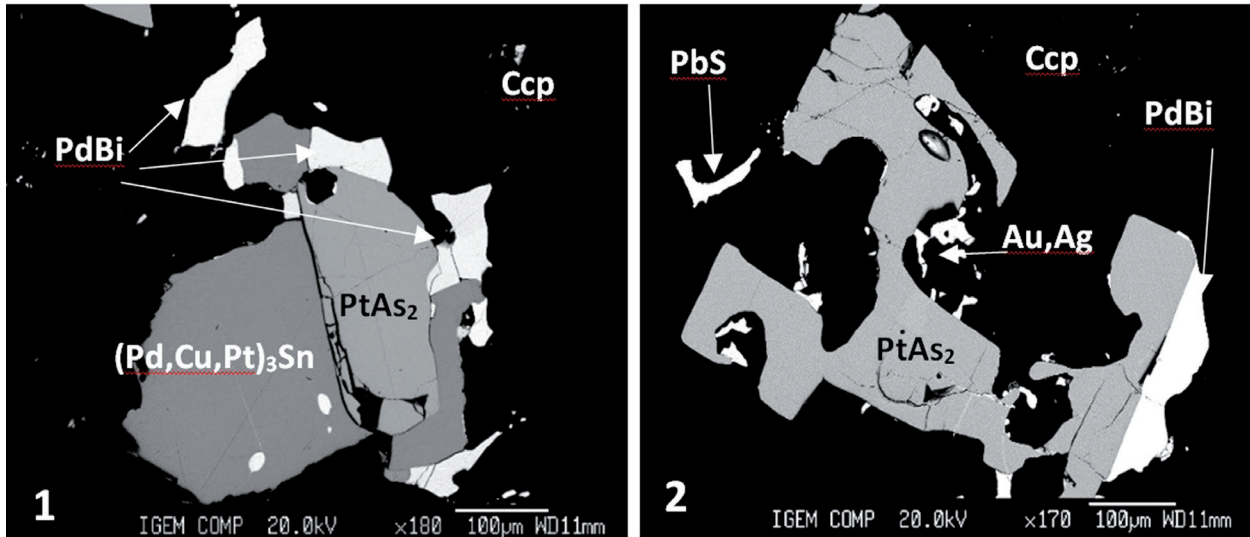 Ccp
PdBi
PtAs₂
(Pd,Cu,Pt)₃Sn
1
IGEM COMP 20.0kV ×180 100µm WD11mm
PbS
Ccp
PdBi
Au,Ag
PtAs₂
2
IGEM COMP 20.0kV ×170 100µm WD11mm